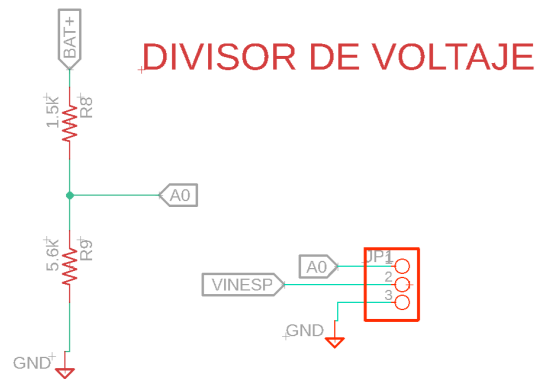 BAT+
DIVISOR DE VOLTAJE
1.5K
R8
A0
5.6K
R9
JP1
A0
1
VINESP
2
3
GND
GND